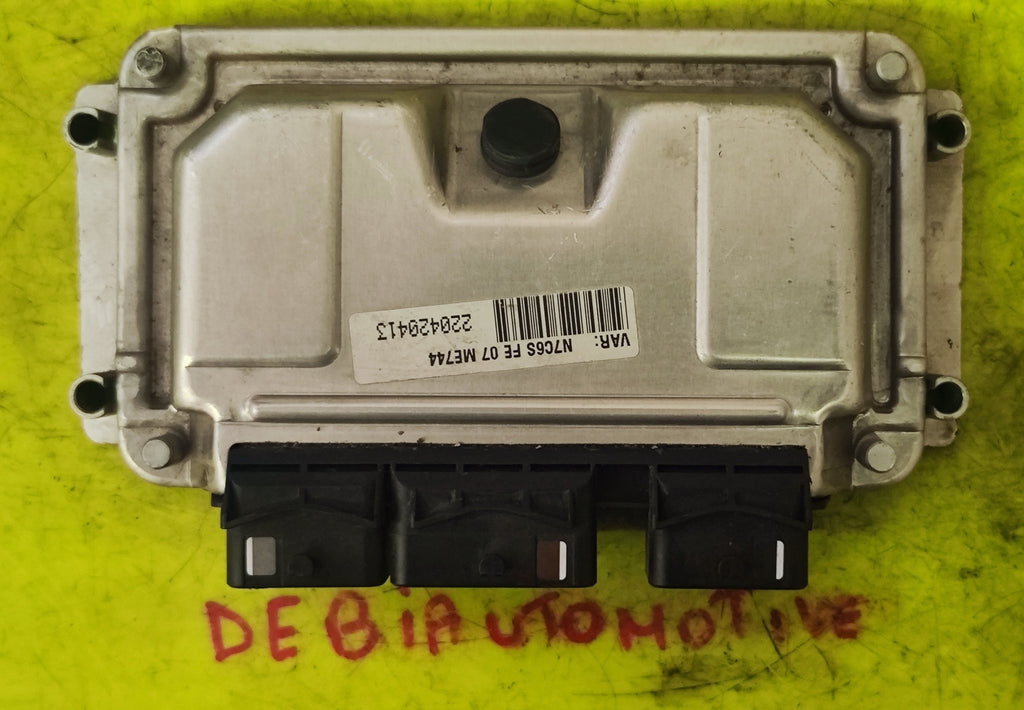 VAR:
N7C6S FE 07 ME744
220420413
DEBIAUTOMOTIVE